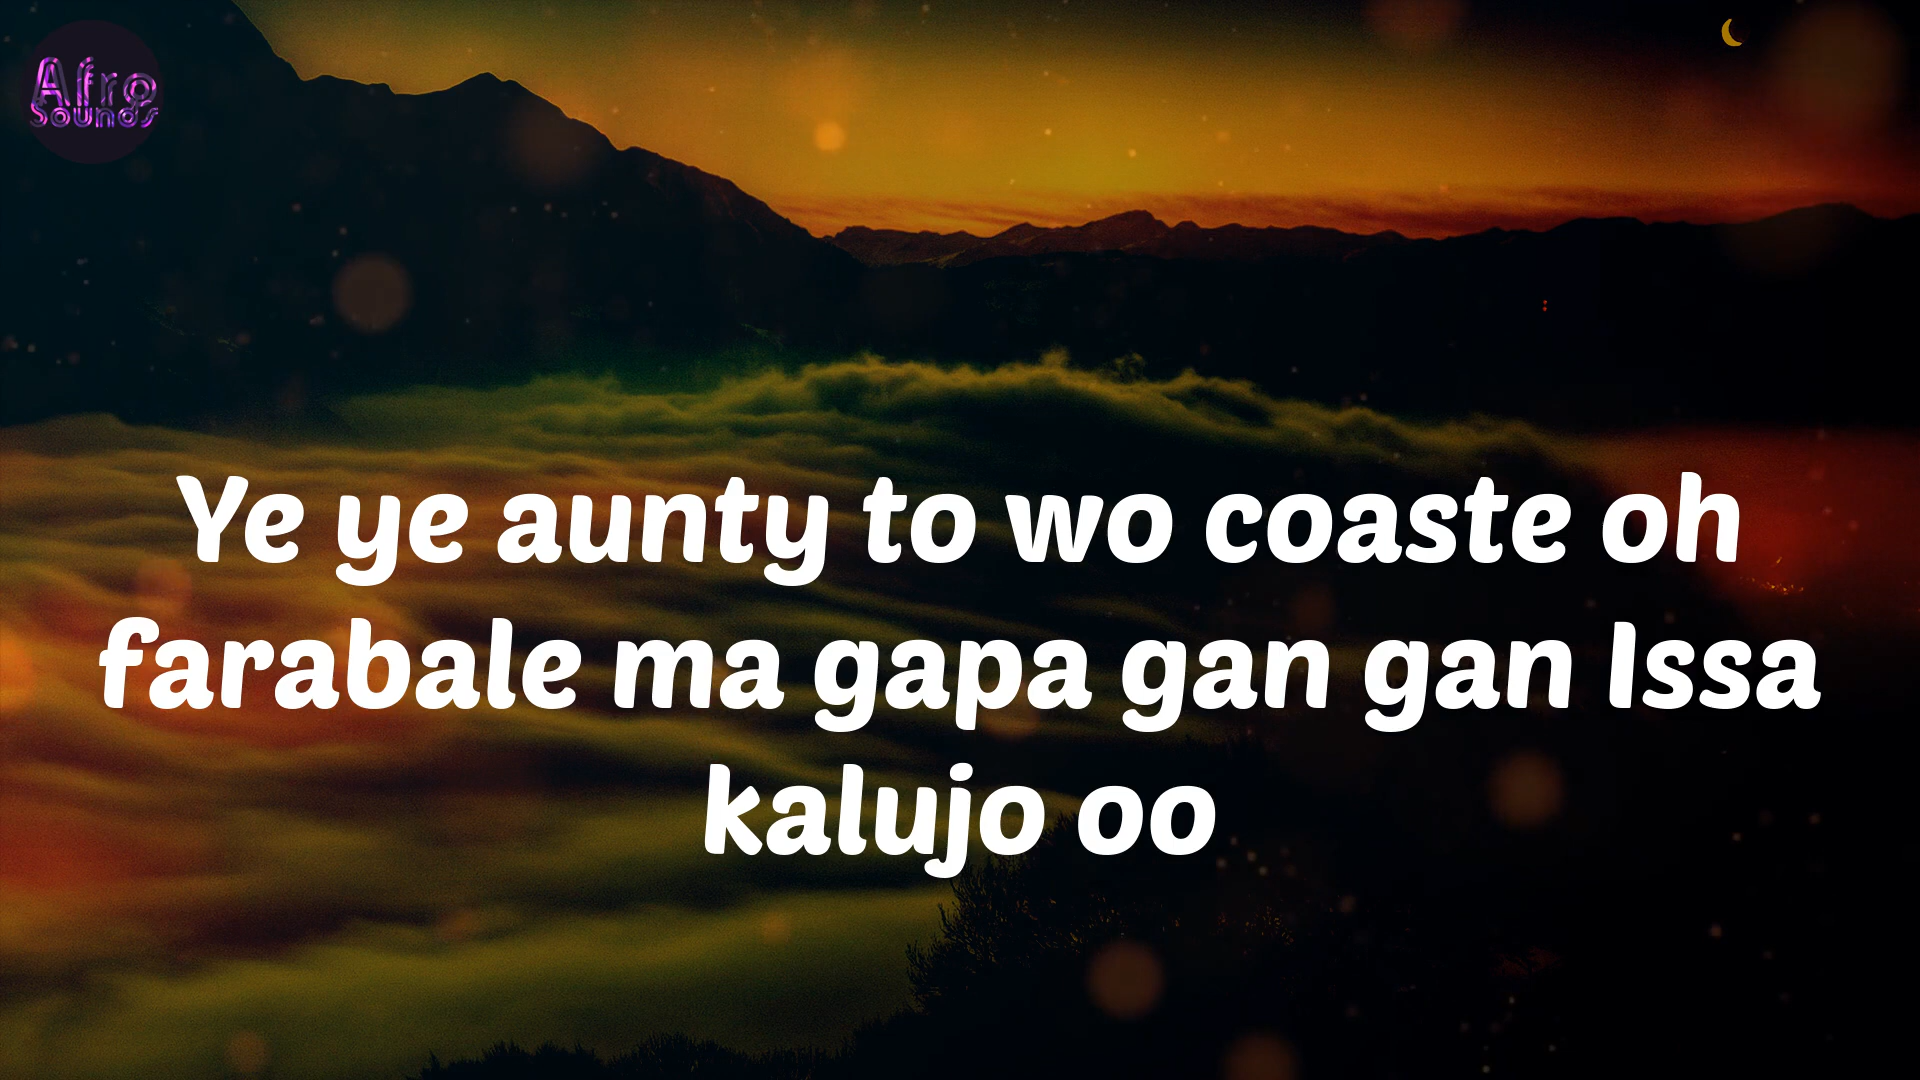 Afro
Sounds
Ye ye aunty to wo coaste oh
farabale ma gapa gan gan Issa
kalujo oo